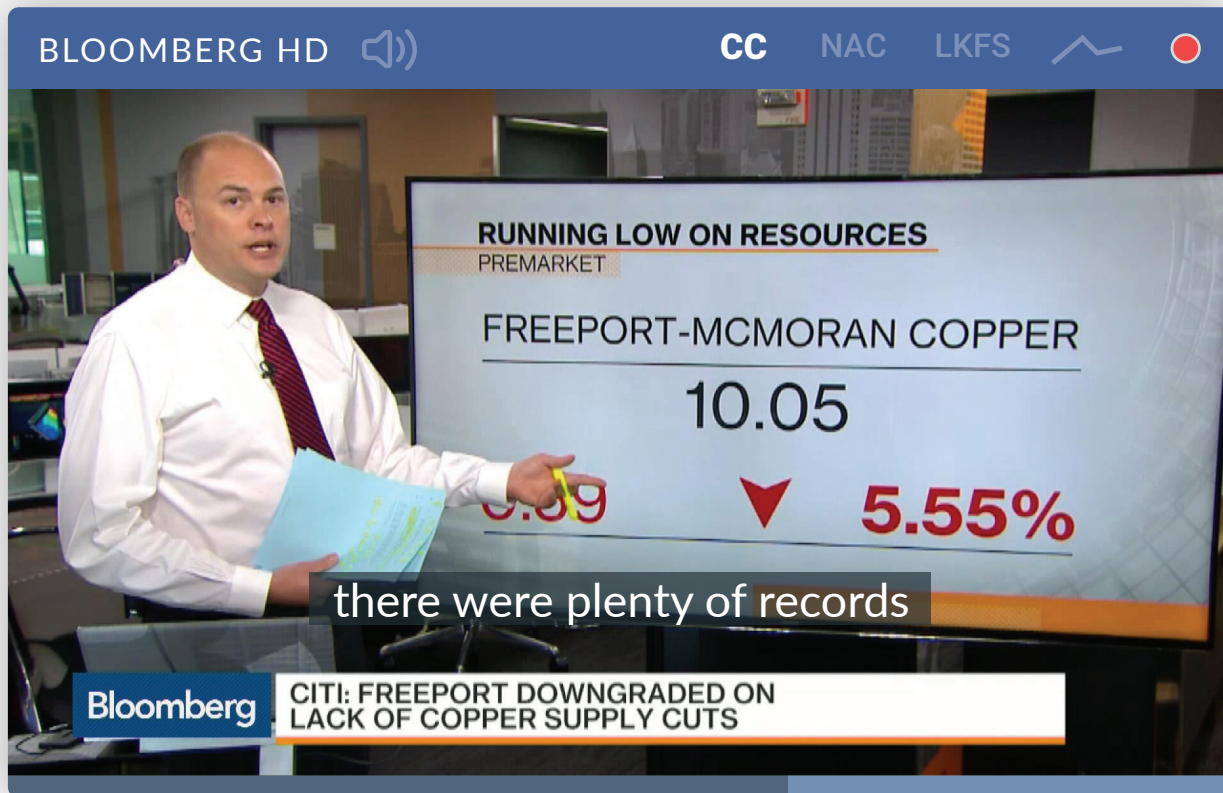 BLOOMBERG HD
CC NAC LKFS
RUNNING LOW ON RESOURCES
PREMARKET
FREEPORT-MCMORAN COPPER
10.05
5.55%
there were plenty of records
Bloomberg
CITI: FREEPORT DOWNGRADED ON
LACK OF COPPER SUPPLY CUTS